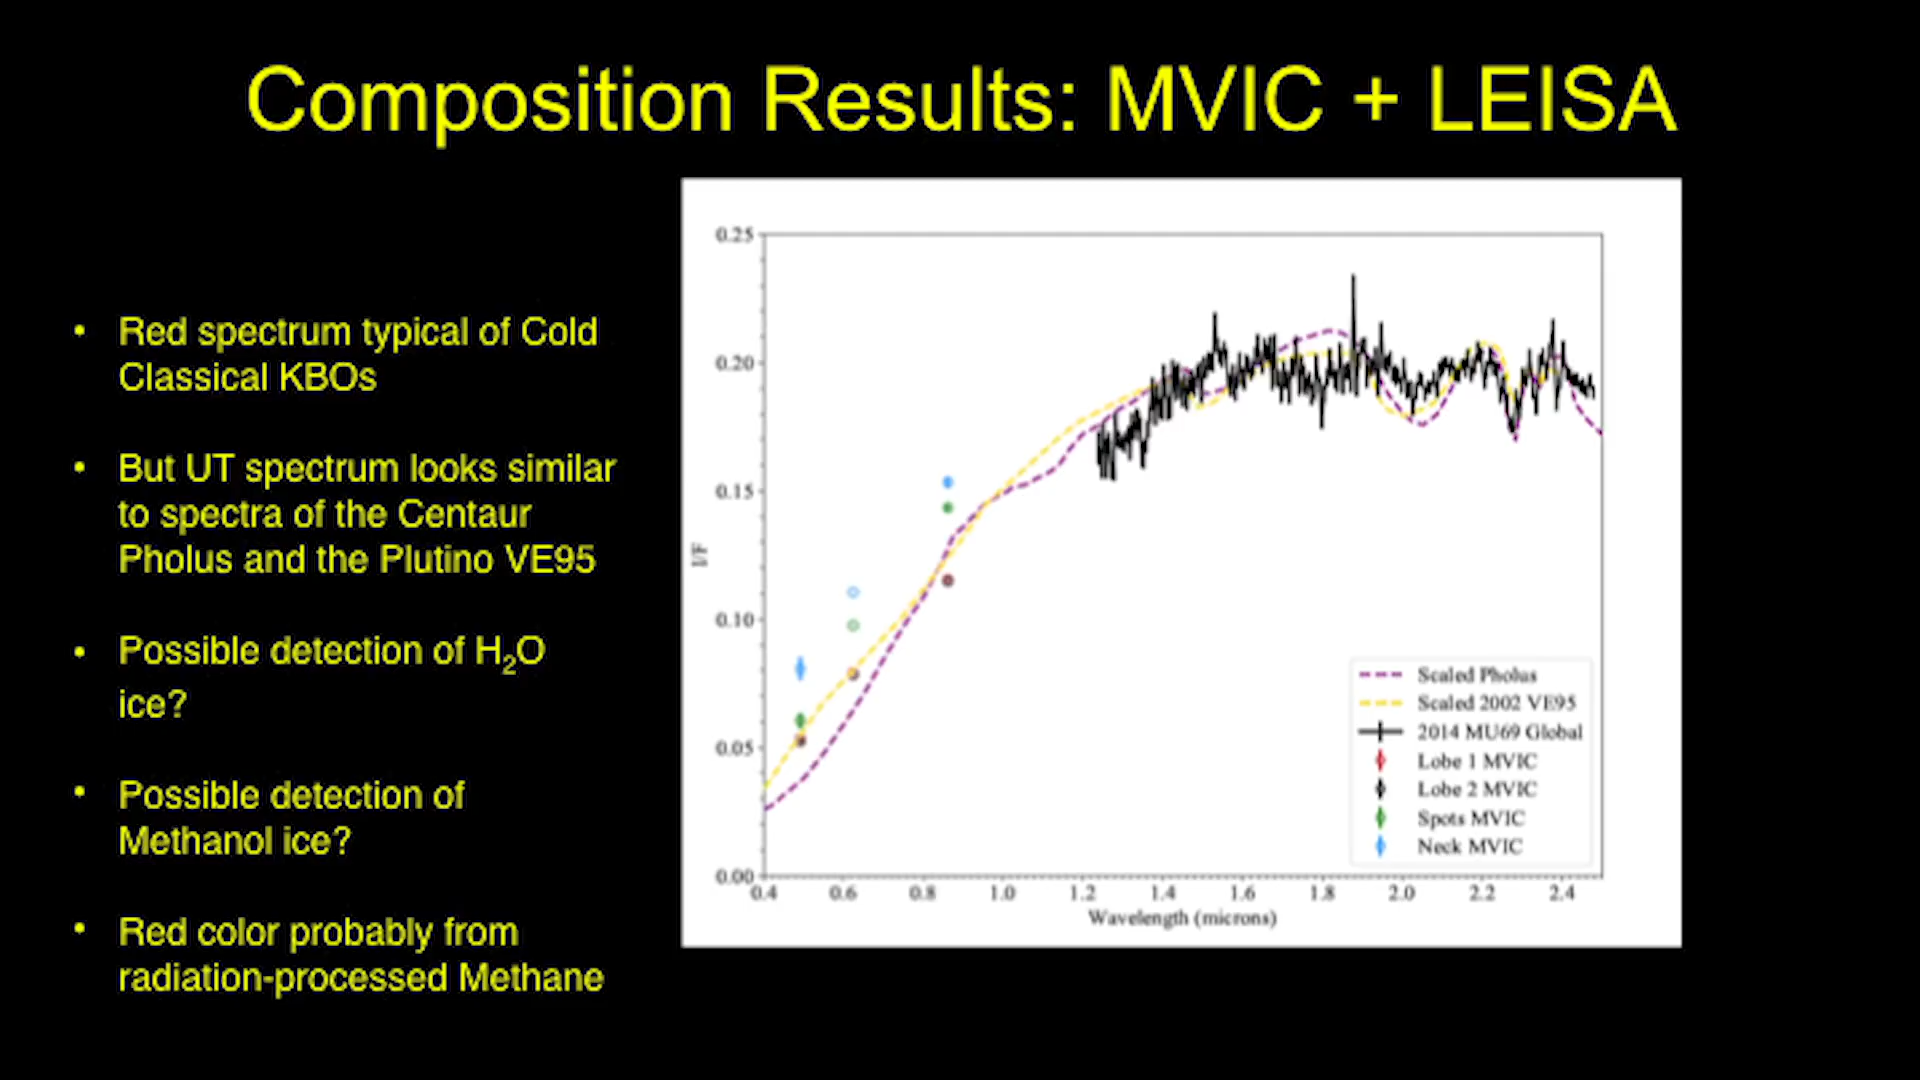 Composition Results: MVIC + LEISA
• Red spectrum typical of Cold
Classical KBOs
• But UT spectrum looks similar
to spectra of the Centaur
Pholus and the Plutino VE95
• Possible detection of H₂O
ice?
• Possible detection of
Methanol ice?
• Red color probably from
radiation-processed Methane
0.25
0.20
0.15
0.10
0.05
0.00
I/F
0.4 0.6 0.8 1.0 1.2 1.4 1.6 1.8 2.0 2.2 2.4
Wavelength (microns)
Scaled Pholus
Scaled 2002 VE95
2014 MU69 Global
Lobe 1 MVIC
Lobe 2 MVIC
Spots MVIC
Neck MVIC